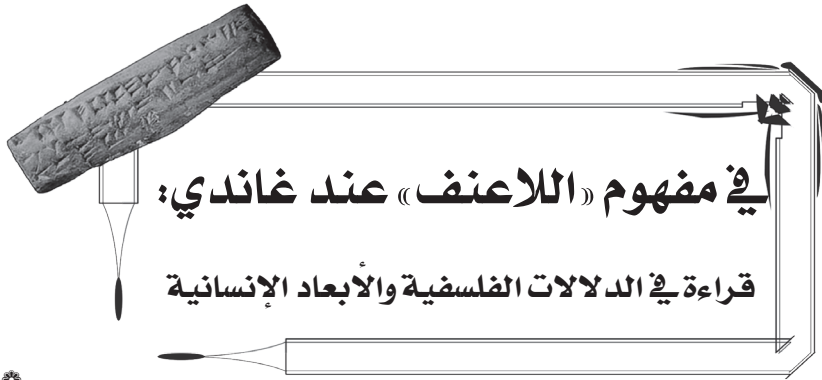 في مفهوم «اللاعنف» عند غاندي:
قراءة في الدلالات الفلسفية والأبعاد الإنسانية